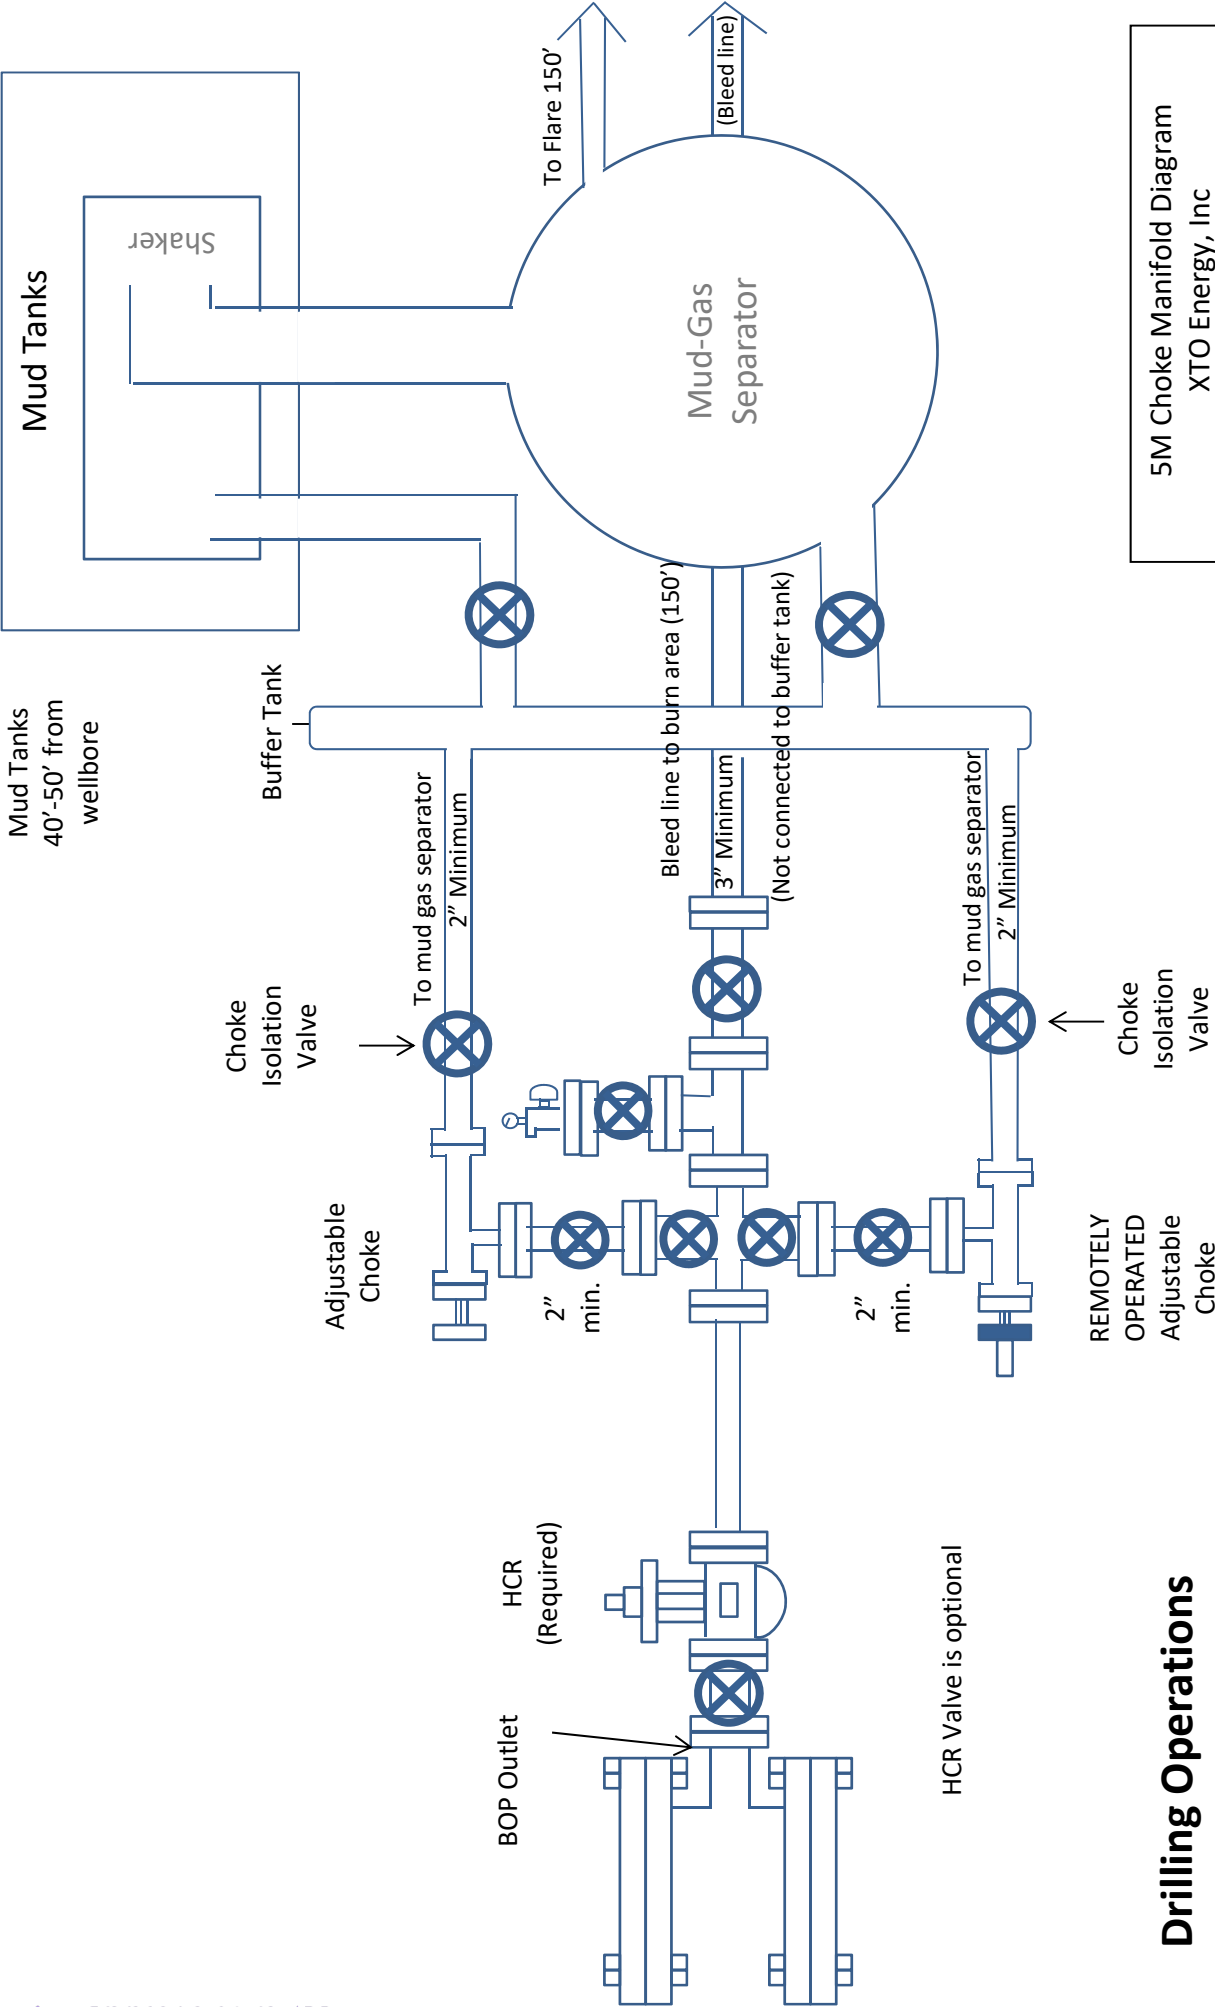 Mud Tanks
40’-50’ from
wellbore
Mud Tanks
Shaker
Buffer Tank
Choke
Isolation
Valve
To mud gas separator
2” Minimum
Adjustable
Choke
2”
min.
To Flare 150’
(Bleed line)
Mud-Gas
Separator
HCR
(Required)
BOP Outlet
Bleed line to burn area (150’)
3” Minimum
(Not connected to buffer tank)
2”
min.
To mud gas separator
2” Minimum
HCR Valve is optional
REMOTELY
OPERATED
Adjustable
Choke
Choke
Isolation
Valve
Drilling Operations
5M Choke Manifold Diagram
XTO Energy, Inc